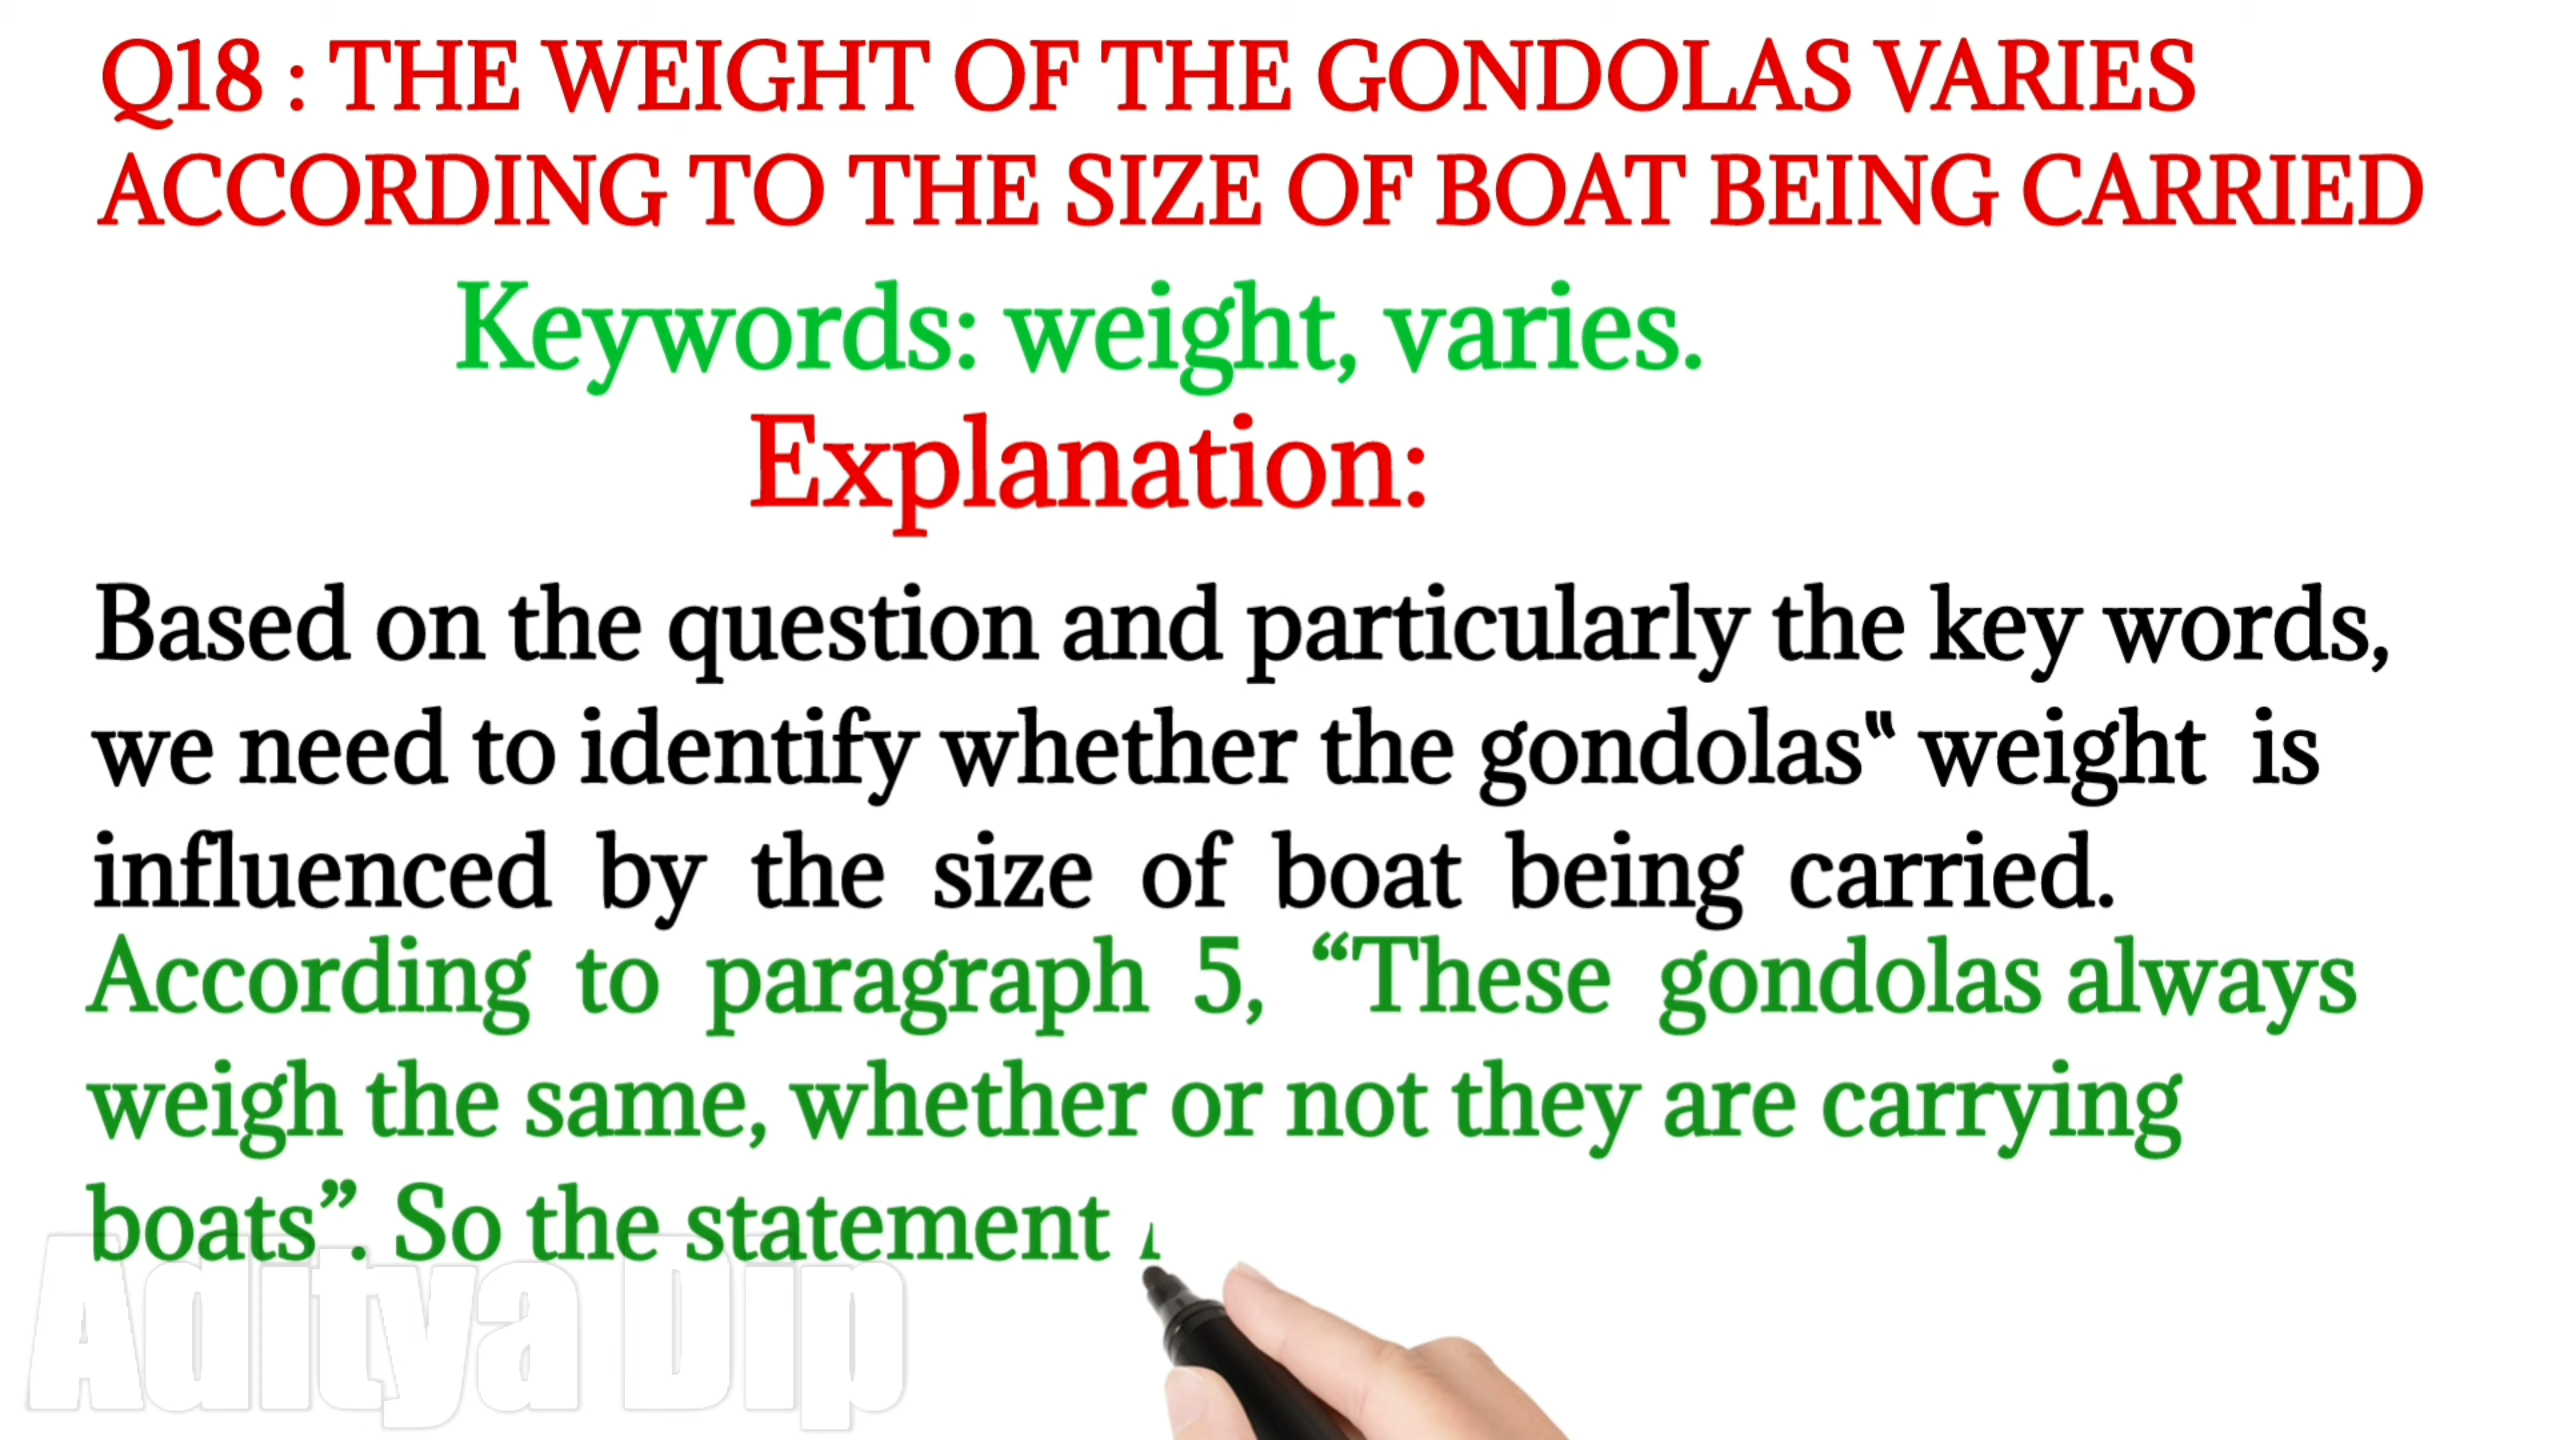 Q18 : THE WEIGHT OF THE GONDOLAS VARIES
ACCORDING TO THE SIZE OF BOAT BEING CARRIED
Keywords: weight, varies.
Explanation:
Based on the question and particularly the key words,
we need to identify whether the gondolas‟ weight is
influenced by the size of boat being carried.
According to paragraph 5, “These gondolas always
weigh the same, whether or not they are carrying
boats”. So the statement
Aditya Dip